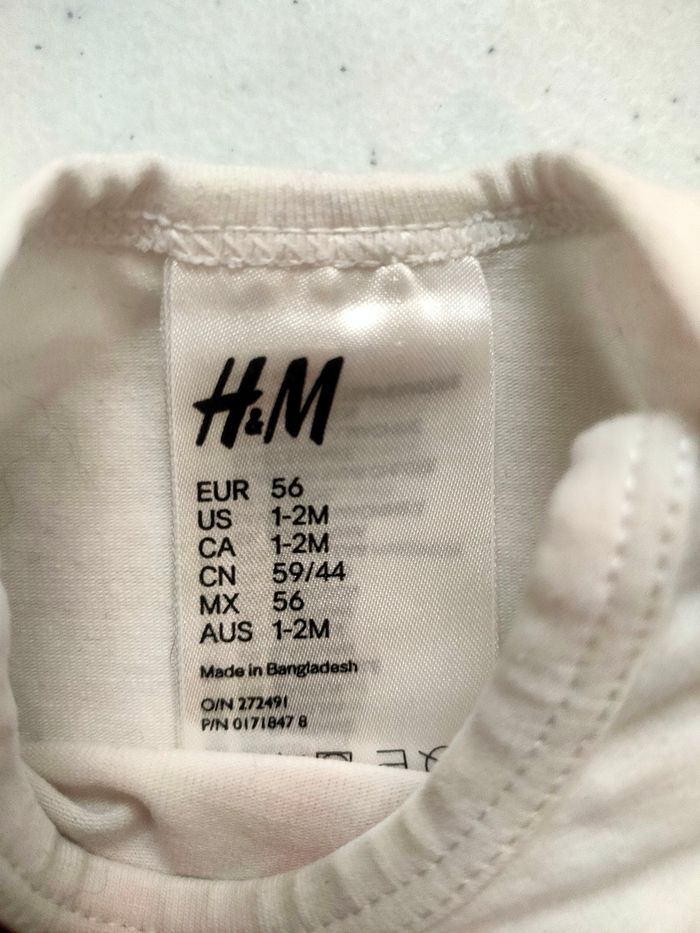 H&M
EUR 56
US 1-2M
CA 1-2M
CN 59/44
MX 56
AUS 1-2M
Made in Bangladesh
O/N 272491
P/N 0171847 8